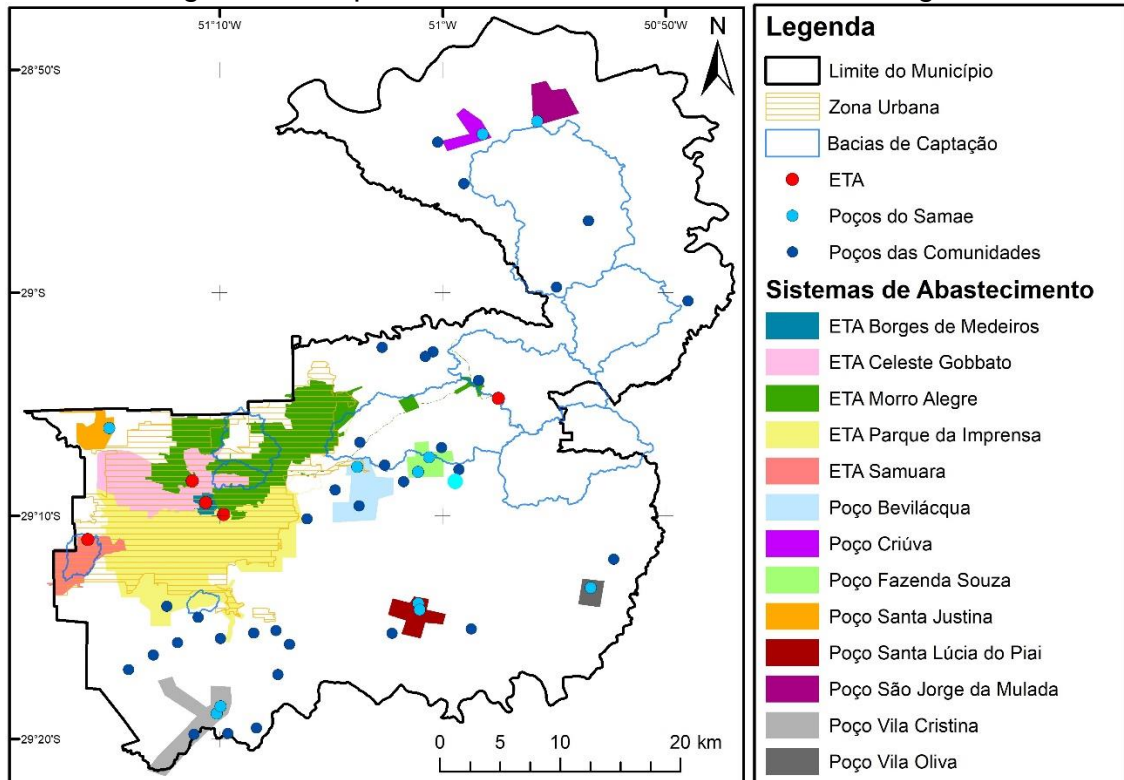 51°10'W 51°W 50°50'W
N
28°50'S
29°S
29°10'S
29°20'S
0 5 10 20 km
Legenda
Limite do Município
Zona Urbana
Bacias de Captação
ETA
Poços do Samae
Poços das Comunidades
Sistemas de Abastecimento
ETA Borges de Medeiros
ETA Celeste Gobbato
ETA Morro Alegre
ETA Parque da Imprensa
ETA Samuara
Poço Bevilácqua
Poço Criúva
Poço Fazenda Souza
Poço Santa Justina
Poço Santa Lúcia do Piai
Poço São Jorge da Mulada
Poço Vila Cristina
Poço Vila Oliva